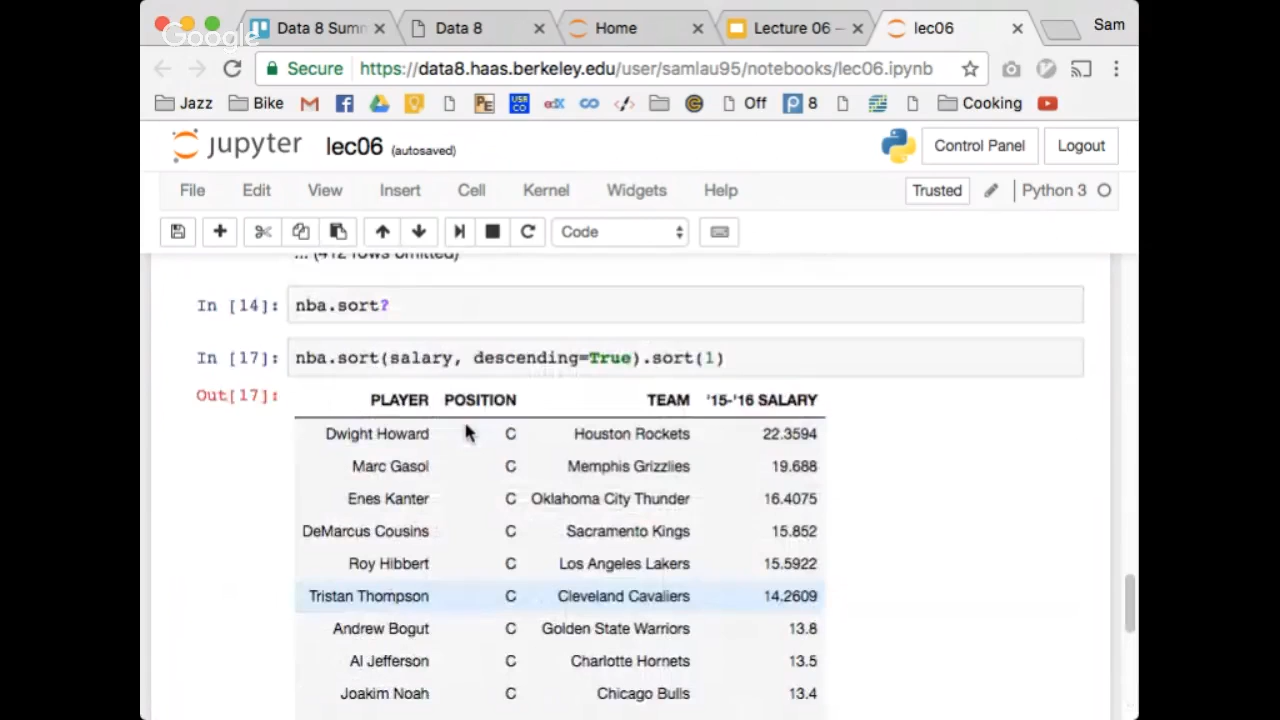 Google
Data 8 Sumn
Data 8
Home
Lecture 06 –
lec06
Sam
Secure
https://data8.haas.berkeley.edu/user/samlau95/notebooks/lec06.ipynb
Jazz
Bike
Off
8
Cooking
jupyter
lec06 (autosaved)
Control Panel
Logout
File Edit View Insert Cell Kernel Widgets Help
Trusted
Python 3
Code
... (412 rows omitted)
In [14]: nba.sort?
In [17]: nba.sort(salary, descending=True).sort(1)
Out[17]:
PLAYER POSITION TEAM '15-'16 SALARY
Dwight Howard C Houston Rockets 22.3594
Marc Gasol C Memphis Grizzlies 19.688
Enes Kanter C Oklahoma City Thunder 16.4075
DeMarcus Cousins C Sacramento Kings 15.852
Roy Hibbert C Los Angeles Lakers 15.5922
Tristan Thompson C Cleveland Cavaliers 14.2609
Andrew Bogut C Golden State Warriors 13.8
Al Jefferson C Charlotte Hornets 13.5
Joakim Noah C Chicago Bulls 13.4